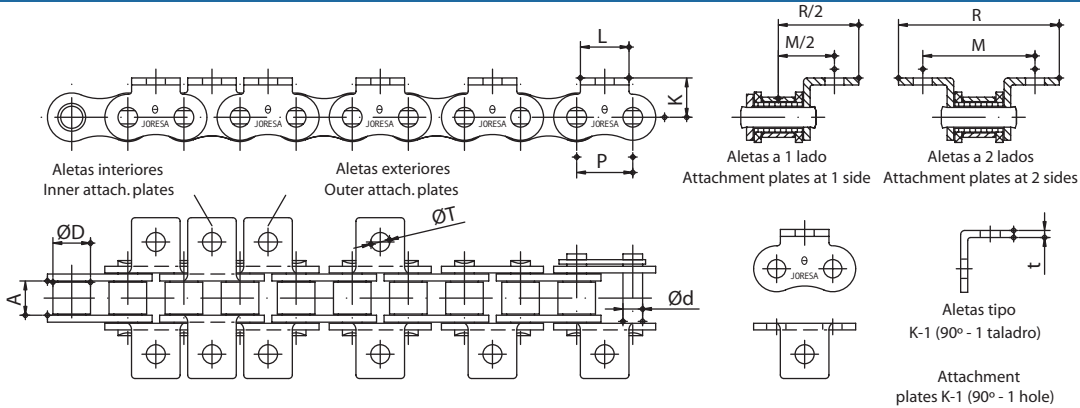 R/2
R
L
M/2
M
K
θ
JORESA
θ
JORESA
θ
JORESA
θ
JORESA
θ
JORESA
P
Aletas interiores
Inner attach. plates
Aletas exteriores
Outer attach. plates
Aletas a 1 lado
Attachment plates at 1 side
Aletas a 2 lados
Attachment plates at 2 sides
ØD
ØT
A
Ød
θ
JORESA
t
Aletas tipo
K-1 (90º - 1 taladro)
Attachment
plates K-1 (90º - 1 hole)